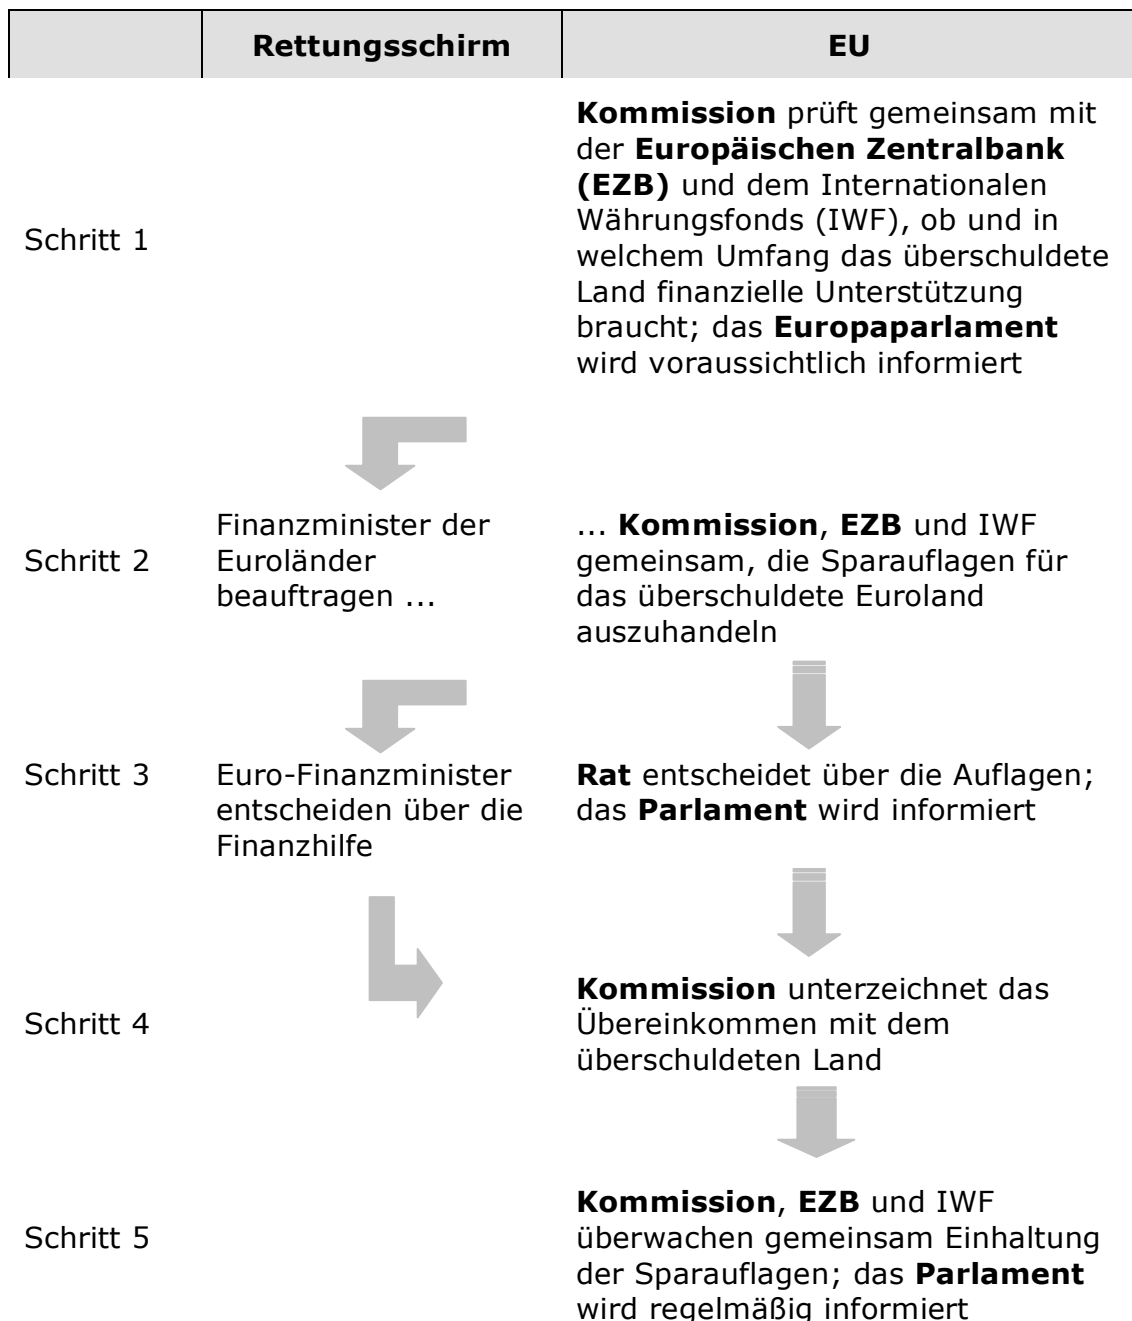 Rettungsschirm EU
Kommission prüft gemeinsam mit
der Europäischen Zentralbank
(EZB) und dem Internationalen
Währungsfonds (IWF), ob und in
Schritt 1
welchem Umfang das überschuldete
Land finanzielle Unterstützung
braucht; das Europaparlament
wird voraussichtlich informiert
Schritt 2
Finanzminister der
Euroländer
beauftragen ...
... Kommission, EZB und IWF
gemeinsam, die Sparauflagen für
das überschuldete Euroland
auszuhandeln
Schritt 3
Euro-Finanzminister
entscheiden über die
Finanzhilfe
Rat entscheidet über die Auflagen;
das Parlament wird informiert
Schritt 4
Kommission unterzeichnet das
Übereinkommen mit dem
überschuldeten Land
Schritt 5
Kommission, EZB und IWF
überwachen gemeinsam Einhaltung
der Sparauflagen; das Parlament
wird regelmäßig informiert